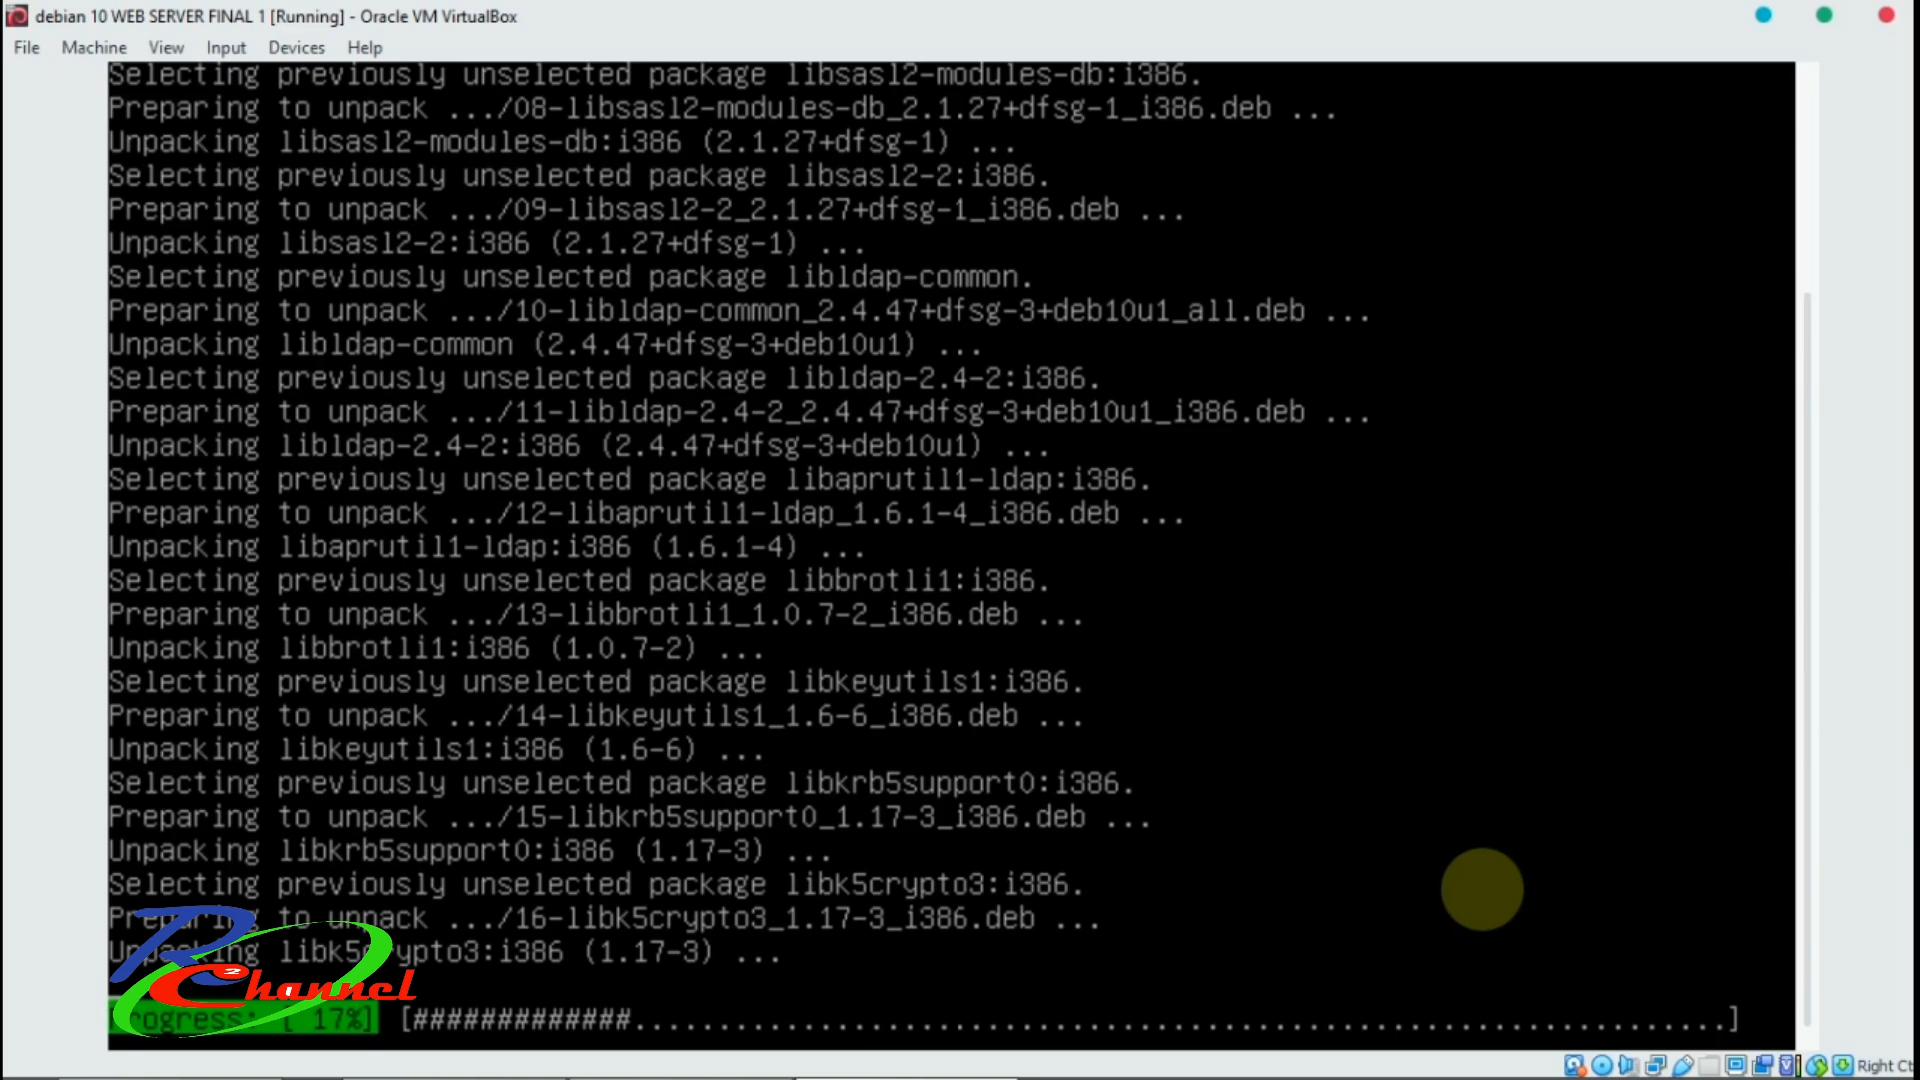 debian 10 WEB SERVER FINAL 1 [Running] - Oracle VM VirtualBox
File Machine View Input Devices Help
Selecting previously unselected package libsasl2-modules-db:i386.
Preparing to unpack .../08-libsasl2-modules-db_2.1.27+dfsg-1_i386.deb ...
Unpacking libsasl2-modules-db:i386 (2.1.27+dfsg-1) ...
Selecting previously unselected package libsasl2-2:i386.
Preparing to unpack .../09-libsasl2-2_2.1.27+dfsg-1_i386.deb ...
Unpacking libsasl2-2:i386 (2.1.27+dfsg-1) ...
Selecting previously unselected package libldap-common.
Preparing to unpack .../10-libldap-common_2.4.47+dfsg-3+deb10u1_all.deb ...
Unpacking libldap-common (2.4.47+dfsg-3+deb10u1) ...
Selecting previously unselected package libldap-2.4-2:i386.
Preparing to unpack .../11-libldap-2.4-2_2.4.47+dfsg-3+deb10u1_i386.deb ...
Unpacking libldap-2.4-2:i386 (2.4.47+dfsg-3+deb10u1) ...
Selecting previously unselected package libaprutil1-ldap:i386.
Preparing to unpack .../12-libaprutil1-ldap_1.6.1-4_i386.deb ...
Unpacking libaprutil1-ldap:i386 (1.6.1-4) ...
Selecting previously unselected package libbrotli1:i386.
Preparing to unpack .../13-libbrotli1_1.0.7-2_i386.deb ...
Unpacking libbrotli1:i386 (1.0.7-2) ...
Selecting previously unselected package libkeyutils1:i386.
Preparing to unpack .../14-libkeyutils1_1.6-6_i386.deb ...
Unpacking libkeyutils1:i386 (1.6-6) ...
Selecting previously unselected package libkrb5support0:i386.
Preparing to unpack .../15-libkrb5support0_1.17-3_i386.deb ...
Unpacking libkrb5support0:i386 (1.17-3) ...
Selecting previously unselected package libk5crypto3:i386.
Preparing to unpack .../16-libk5crypto3_1.17-3_i386.deb ...
Unpacking libk5crypto3:i386 (1.17-3) ...
R2 Channel
Progress: [ 17%] [#############.................................................................]
Right Ct